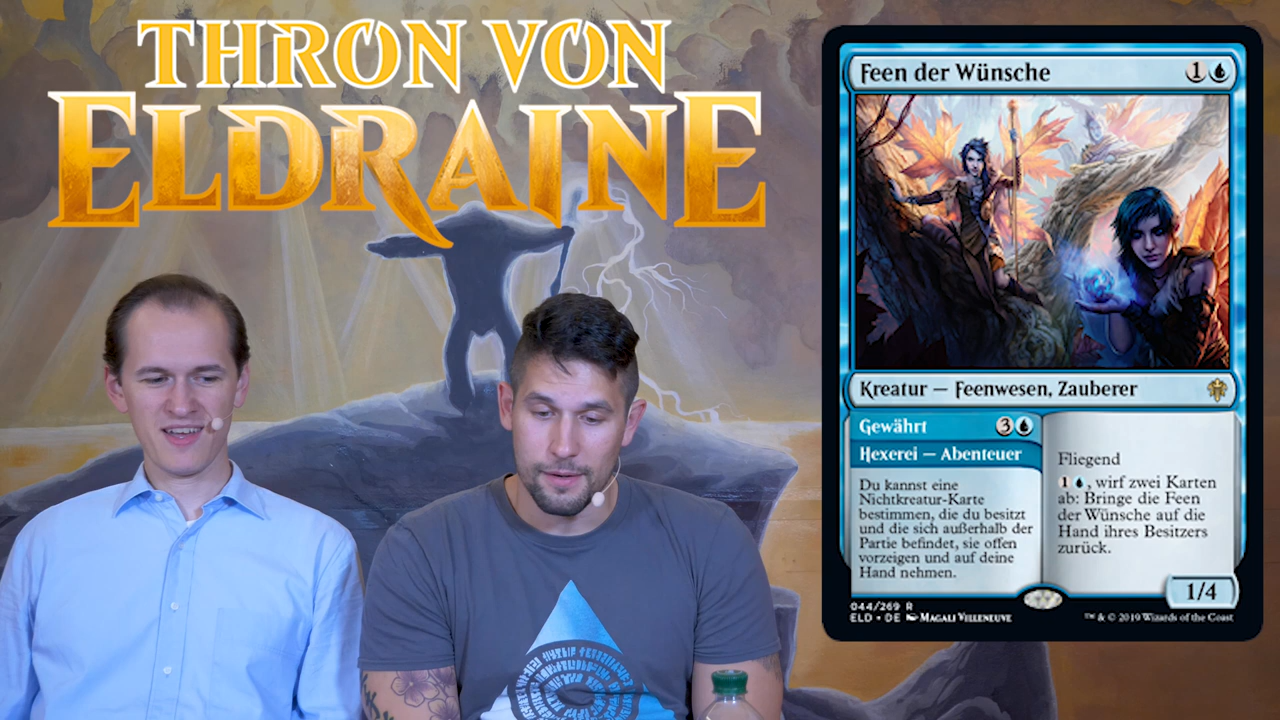 THRON VON
ELDRAINE
Feen der Wünsche 1
Kreatur — Feenwesen, Zauberer
Gewährt 3
Hexerei — Abenteuer
Du kannst eine
Nichtkreatur-Karte
bestimmen, die du besitzt
und die sich außerhalb der
Partie befindet, sie offen
vorzeigen und auf deine
Hand nehmen.
Fliegend
1 , wirf zwei Karten
ab: Bringe die Feen
der Wünsche auf die
Hand ihres Besitzers
zurück.
1/4
044/269 R
ELD • DE MAGALI VILLENEUVE
™ & © 2019 Wizards of the Coast